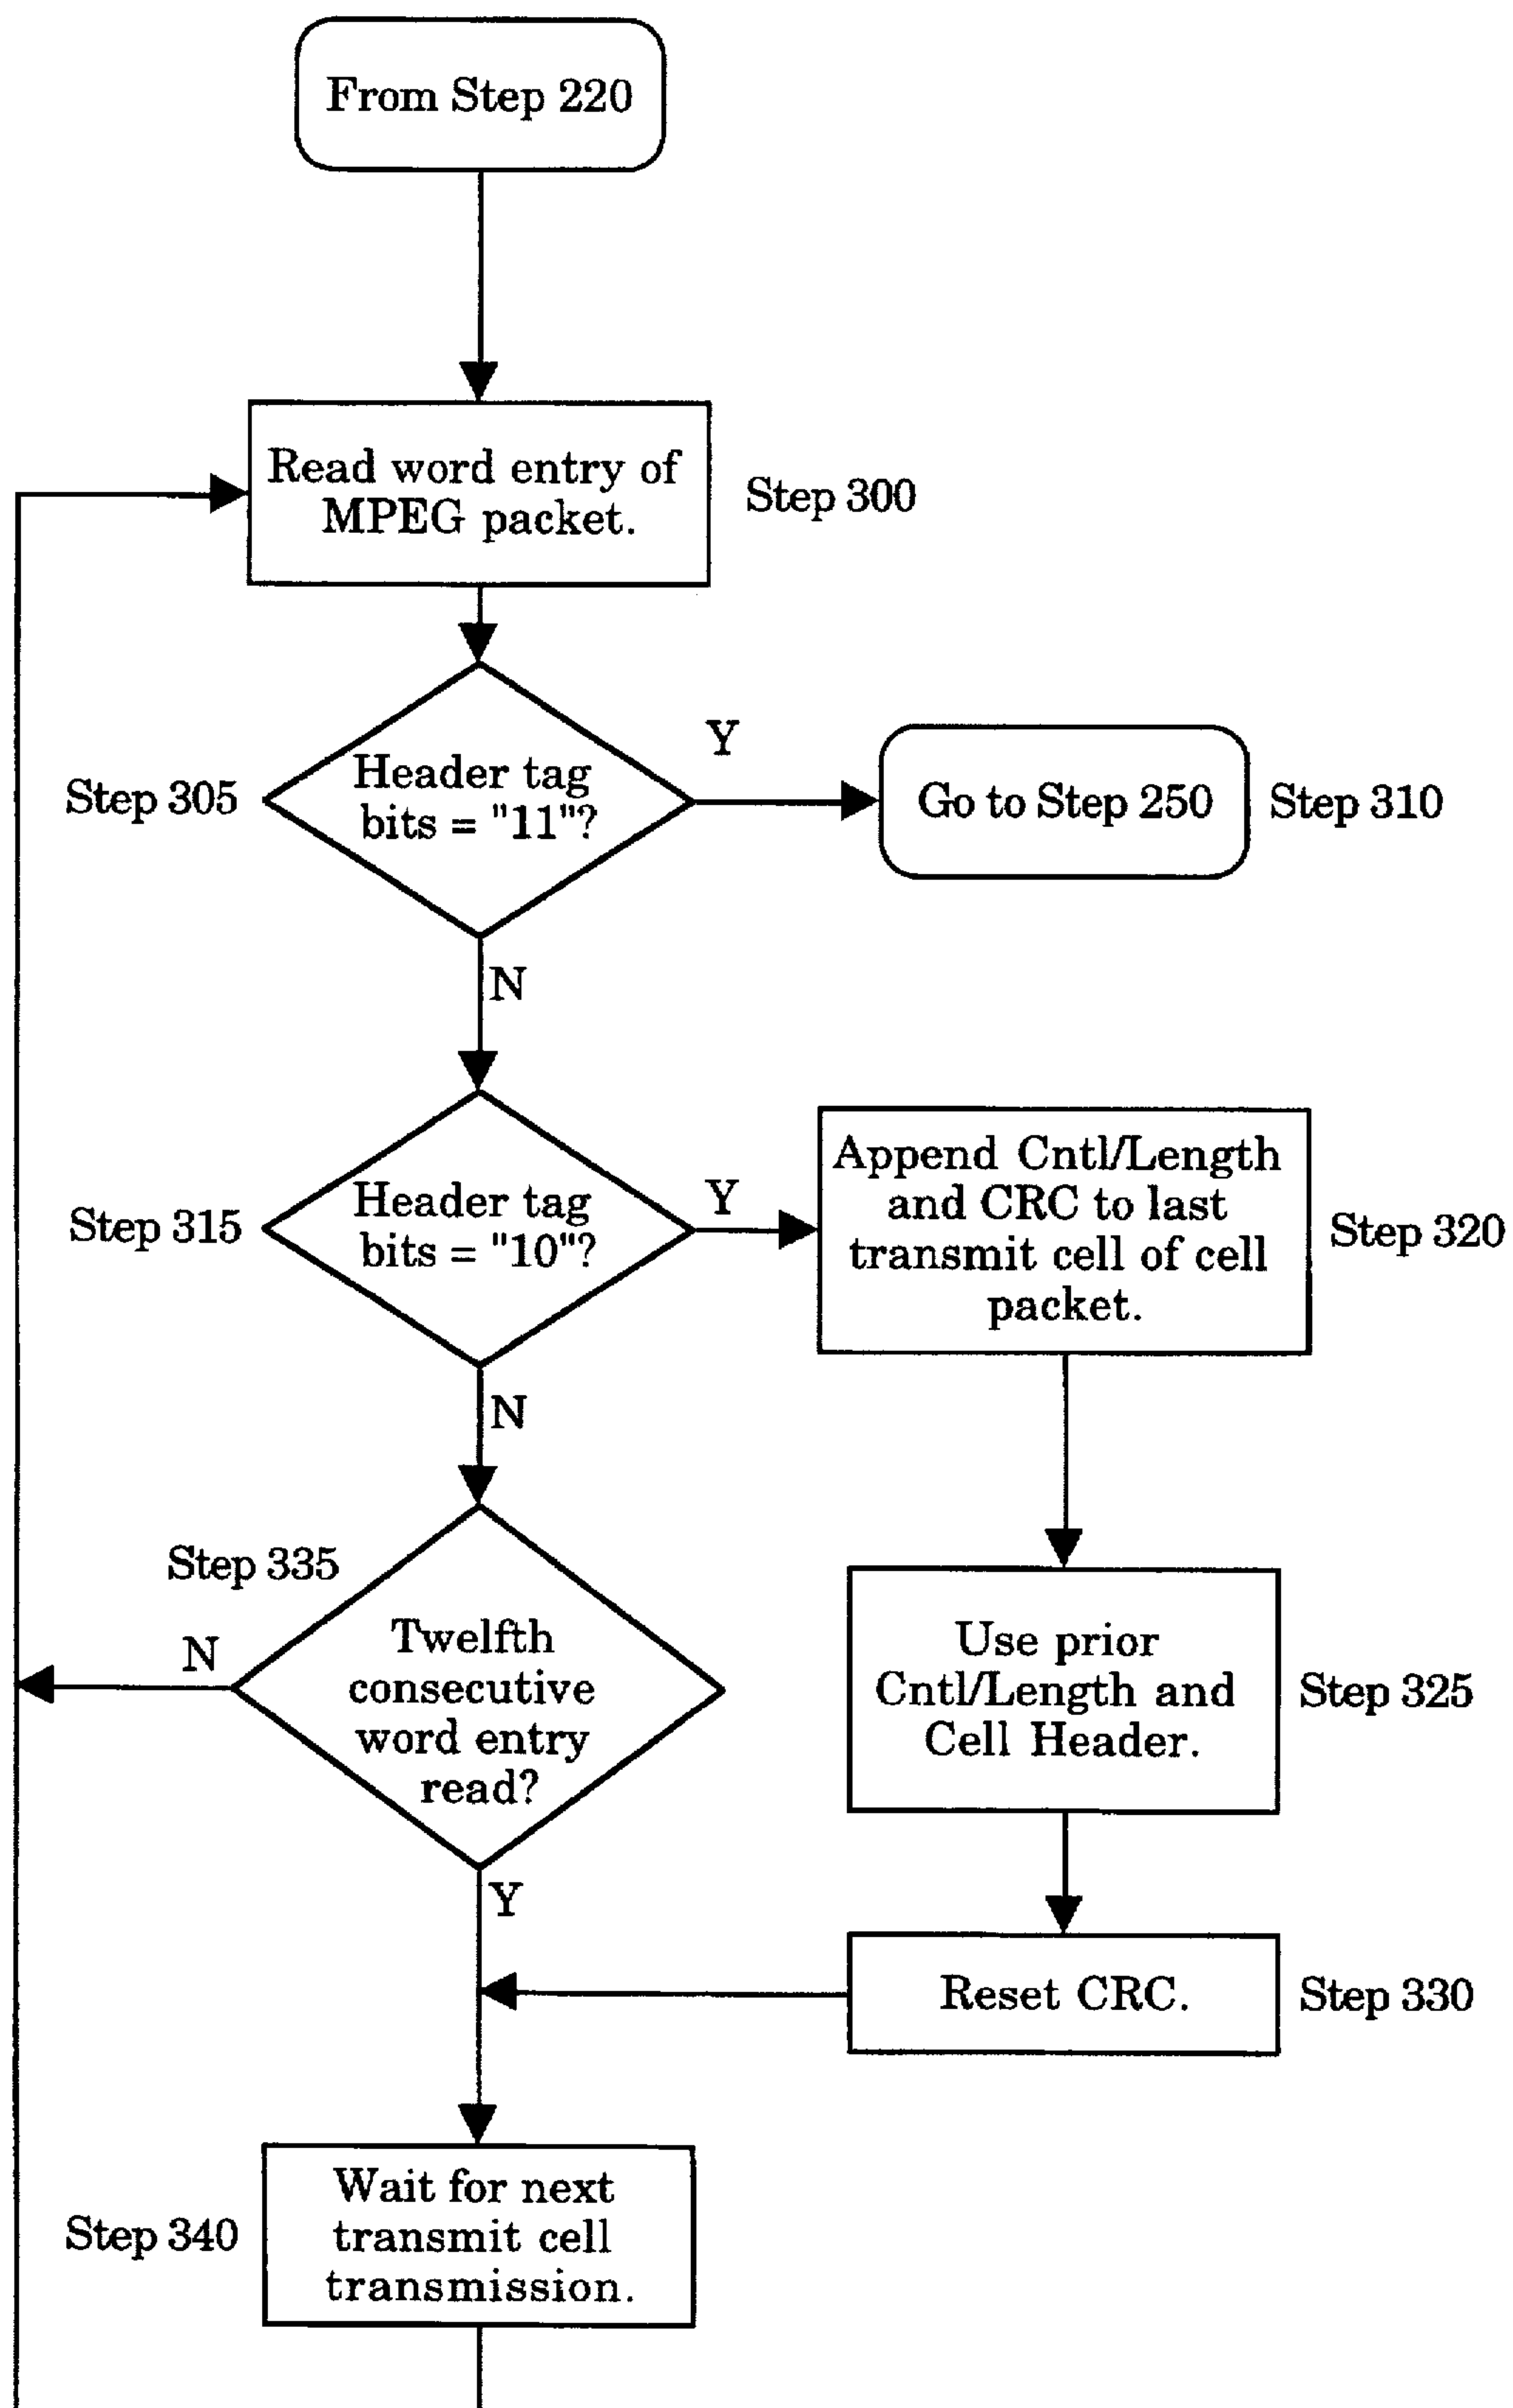 From Step 220
Read word entry of
MPEG packet.
Step 300
Step 305
Header tag
bits = "11"?
Y
Go to Step 250
Step 310
N
Step 315
Header tag
bits = "10"?
Y
Append Cntl/Length
and CRC to last
transmit cell of cell
packet.
Step 320
N
Step 335
N
Twelfth
consecutive
word entry
read?
Use prior
Cntl/Length and
Cell Header.
Step 325
Y
Reset CRC.
Step 330
Step 340
Wait for next
transmit cell
transmission.